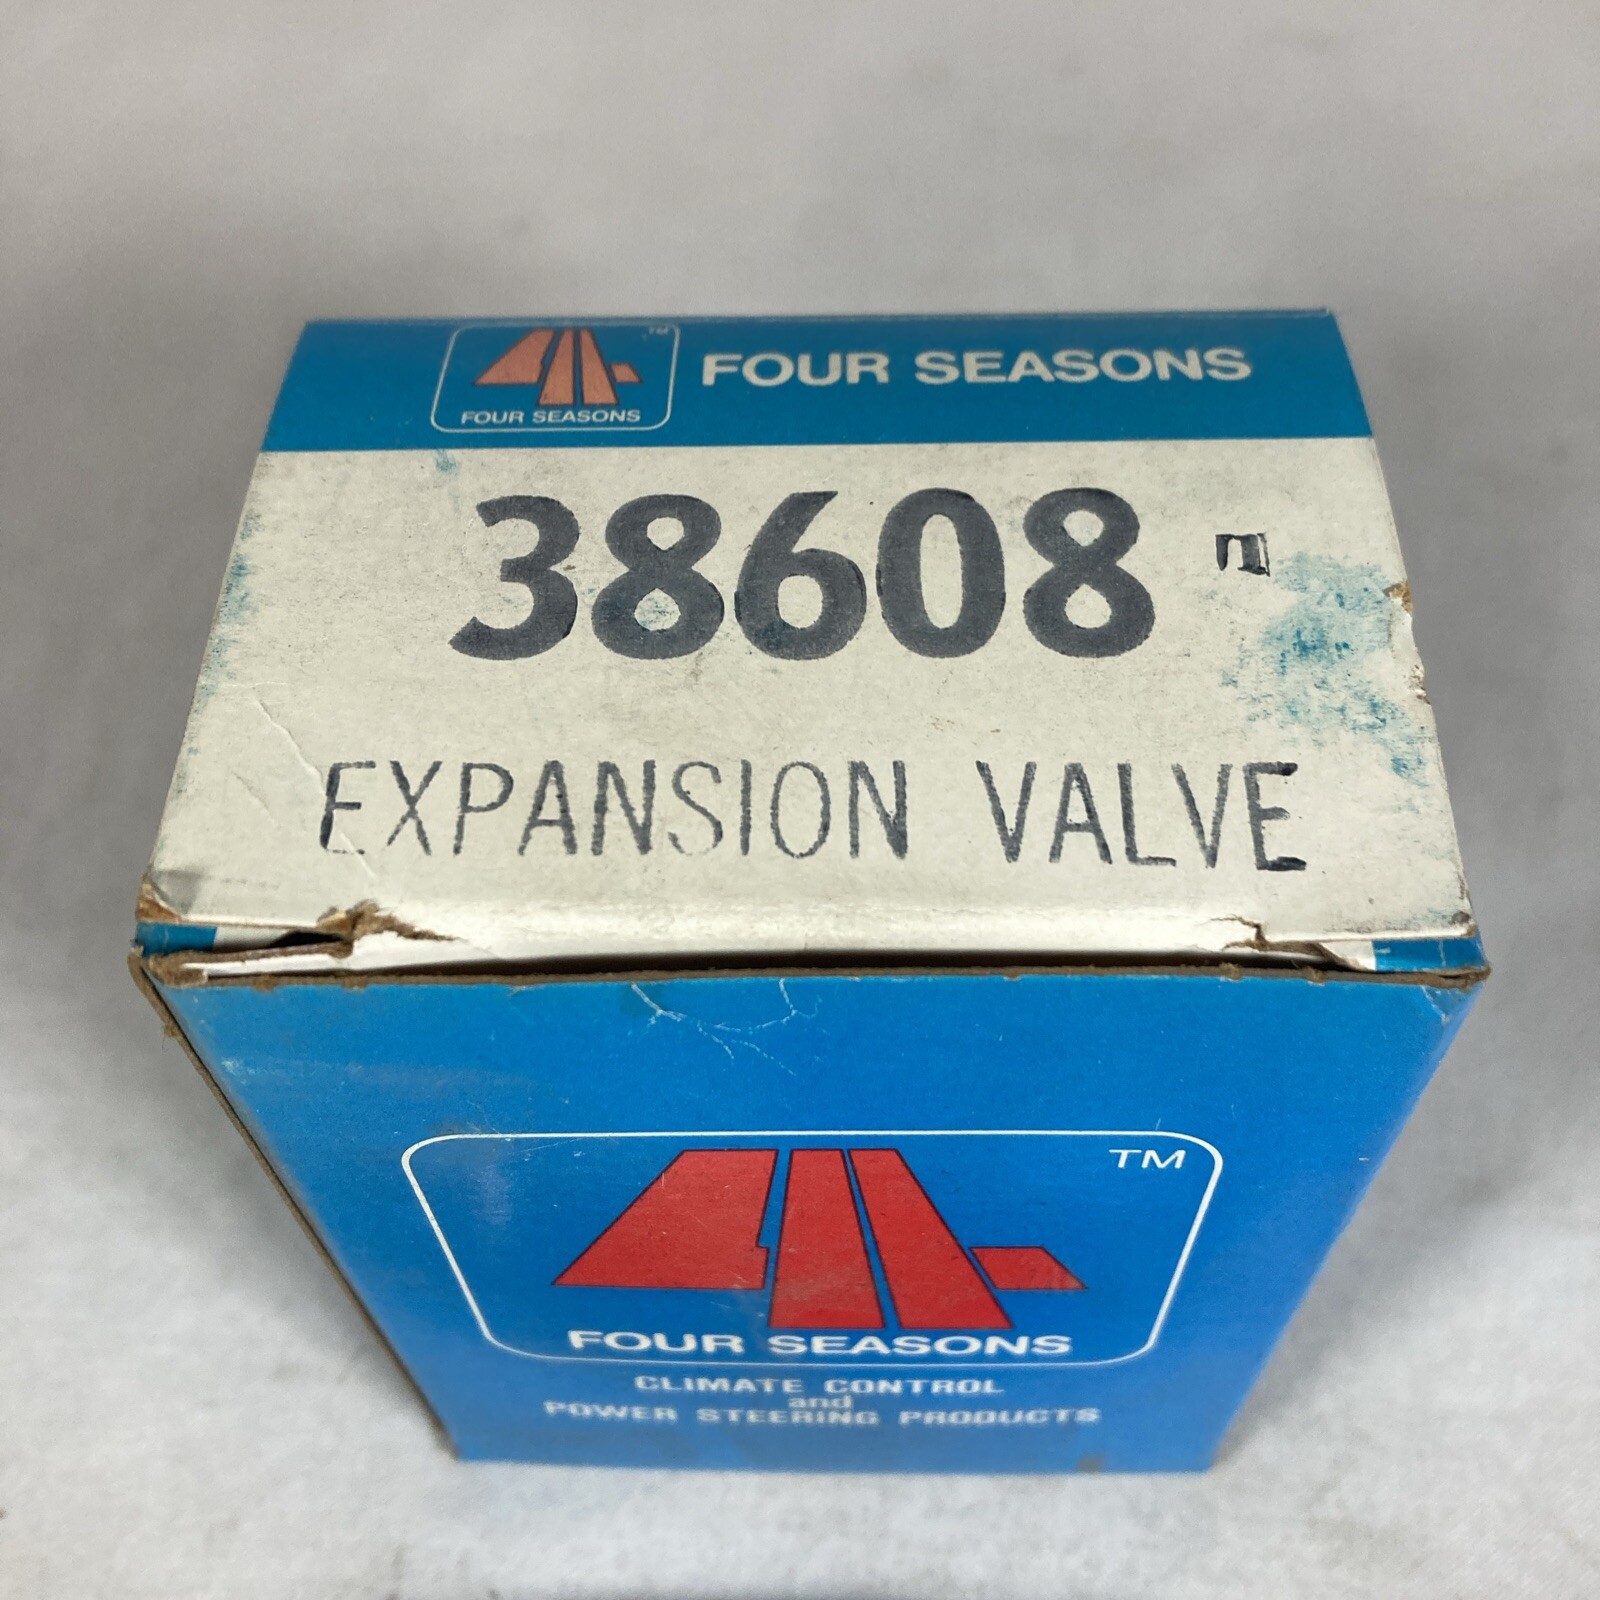 TM
FOUR SEASONS
FOUR SEASONS
38608
EXPANSION VALVE
TM
FOUR SEASONS
CLIMATE CONTROL
and
POWER STEERING PRODUCTS